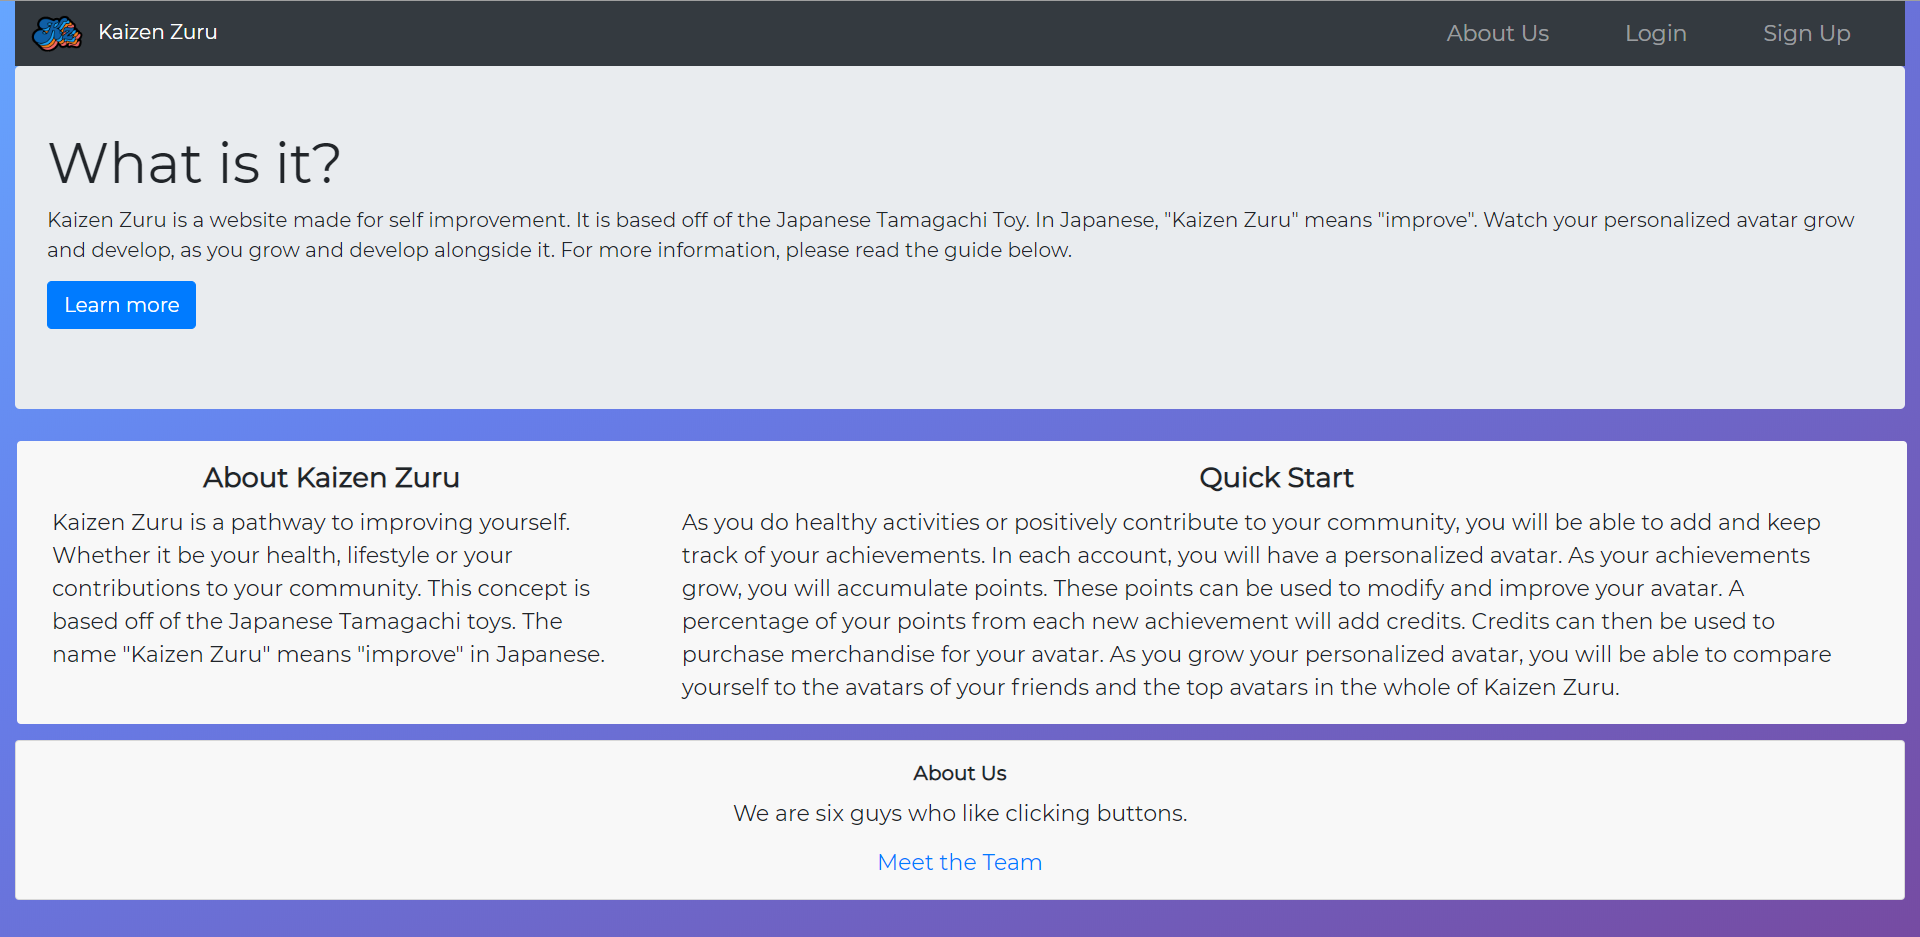 Kaizen Zuru
About Us
Login
Sign Up
What is it?
Kaizen Zuru is a website made for self improvement. It is based off of the Japanese Tamagachi Toy. In Japanese, "Kaizen Zuru" means "improve". Watch your personalized avatar grow
and develop, as you grow and develop alongside it. For more information, please read the guide below.
Learn more
About Kaizen Zuru
Kaizen Zuru is a pathway to improving yourself.
Whether it be your health, lifestyle or your
contributions to your community. This concept is
based off of the Japanese Tamagachi toys. The
name "Kaizen Zuru" means "improve" in Japanese.
Quick Start
As you do healthy activities or positively contribute to your community, you will be able to add and keep
track of your achievements. In each account, you will have a personalized avatar. As your achievements
grow, you will accumulate points. These points can be used to modify and improve your avatar. A
percentage of your points from each new achievement will add credits. Credits can then be used to
purchase merchandise for your avatar. As you grow your personalized avatar, you will be able to compare
yourself to the avatars of your friends and the top avatars in the whole of Kaizen Zuru.
About Us
We are six guys who like clicking buttons.
Meet the Team